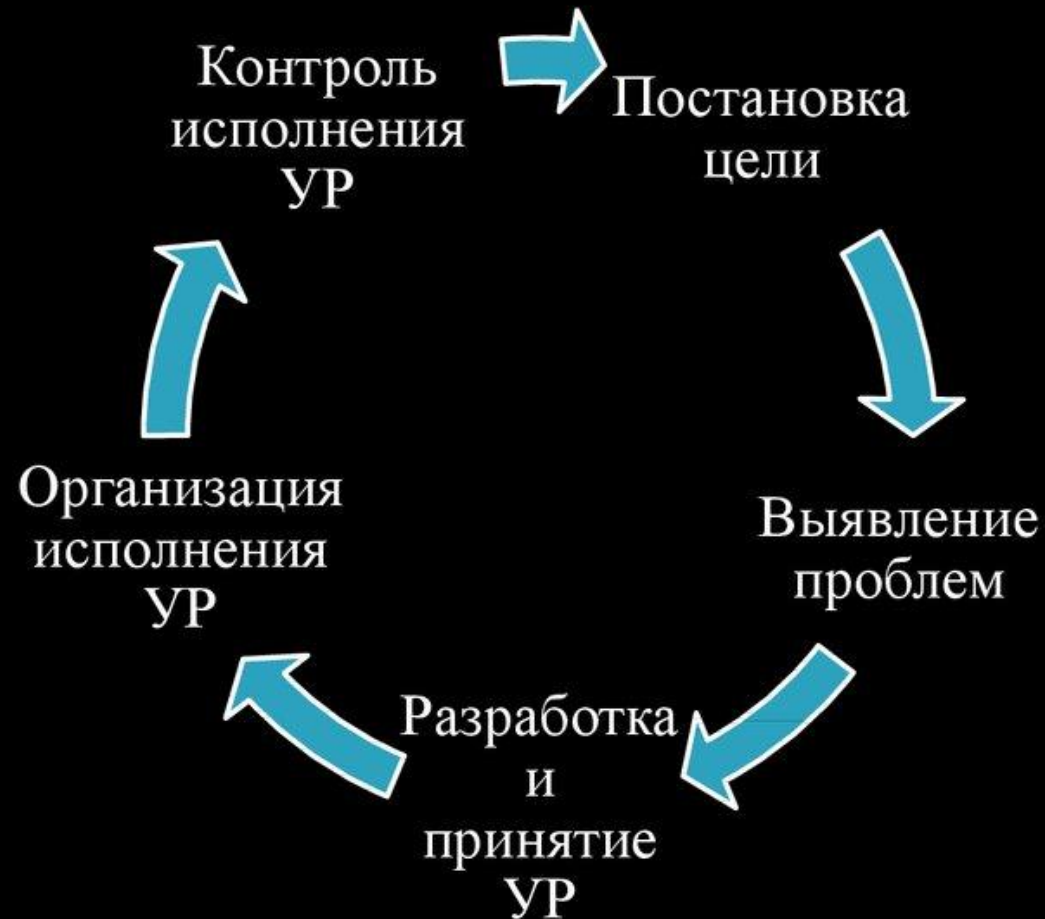 Контроль
исполнения
УР
Постановка
цели
Выявление
проблем
Разработка
и
принятие
УР
Организация
исполнения
УР